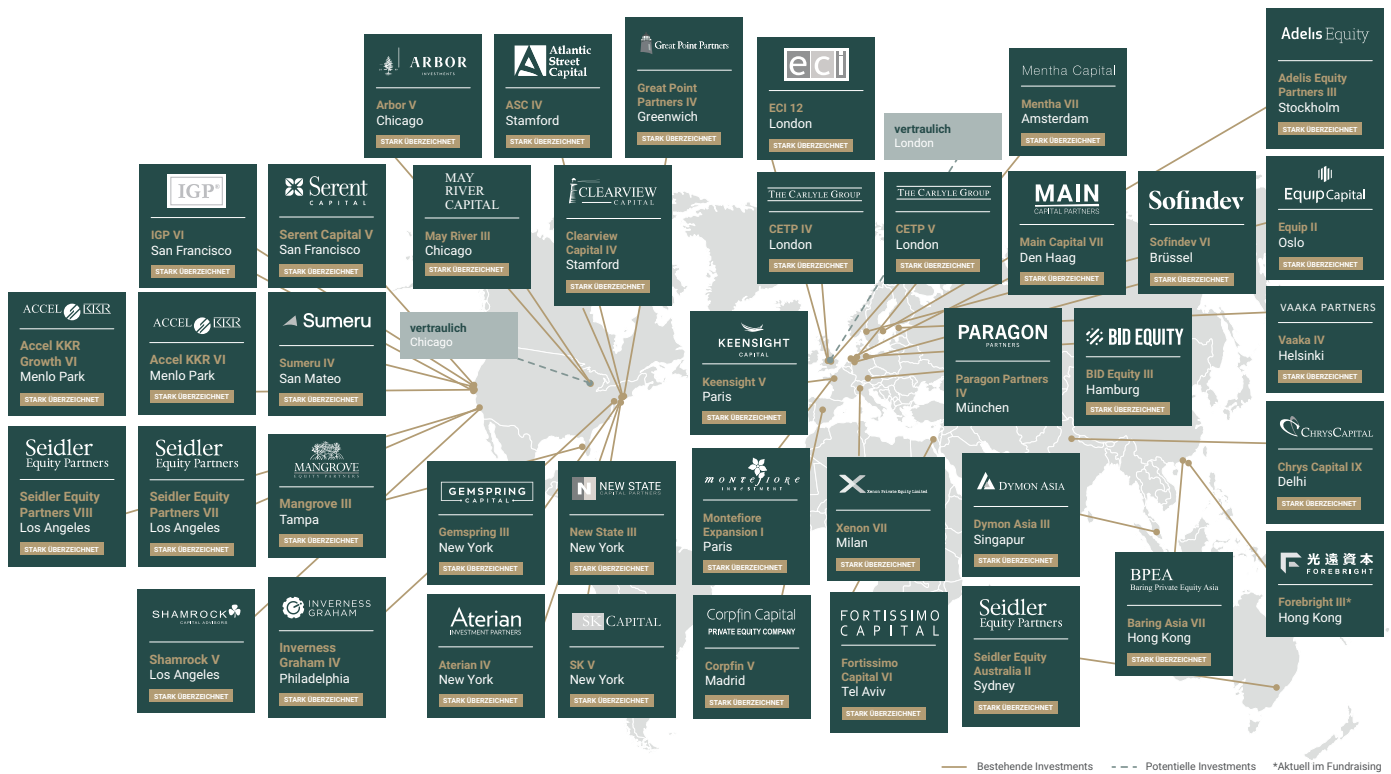 ARBOR
INVESTMENTS
Arbor V
Chicago
STARK ÜBERZEICHNET
Atlantic
Street
Capital
ASC IV
Stamford
STARK ÜBERZEICHNET
Great Point Partners
Great Point
Partners IV
Greenwich
STARK ÜBERZEICHNET
eci
ECI 12
London
STARK ÜBERZEICHNET
vertraulich
London
Mentha Capital
Mentha VII
Amsterdam
STARK ÜBERZEICHNET
Adelis Equity
Adelis Equity
Partners III
Stockholm
STARK ÜBERZEICHNET
IGP®
IGP VI
San Francisco
STARK ÜBERZEICHNET
Serent
CAPITAL
Serent Capital V
San Francisco
STARK ÜBERZEICHNET
MAY
RIVER
CAPITAL
May River III
Chicago
STARK ÜBERZEICHNET
CLEARVIEW
CAPITAL
Clearview
Capital IV
Stamford
STARK ÜBERZEICHNET
THE CARLYLE GROUP
CETP IV
London
STARK ÜBERZEICHNET
THE CARLYLE GROUP
CETP V
London
STARK ÜBERZEICHNET
MAIN
CAPITAL PARTNERS
Main Capital VII
Den Haag
STARK ÜBERZEICHNET
Sofindev
Sofindev VI
Brüssel
STARK ÜBERZEICHNET
EquipCapital
Equip II
Oslo
STARK ÜBERZEICHNET
ACCEL KKR
Accel KKR
Growth VI
Menlo Park
STARK ÜBERZEICHNET
ACCEL KKR
Accel KKR VI
Menlo Park
STARK ÜBERZEICHNET
Sumeru
Sumeru IV
San Mateo
STARK ÜBERZEICHNET
vertraulich
Chicago
KEENSIGHT
CAPITAL
Keensight V
Paris
STARK ÜBERZEICHNET
PARAGON
PARTNERS
Paragon Partners
IV
München
BID EQUITY
BID Equity III
Hamburg
STARK ÜBERZEICHNET
VAAKA PARTNERS
Vaaka IV
Helsinki
STARK ÜBERZEICHNET
Seidler
Equity Partners
Seidler Equity
Partners VIII
Los Angeles
STARK ÜBERZEICHNET
Seidler
Equity Partners
Seidler Equity
Partners VII
Los Angeles
STARK ÜBERZEICHNET
MANGROVE
EQUITY PARTNERS
Mangrove III
Tampa
STARK ÜBERZEICHNET
GEMSPRING
CAPITAL
Gemspring III
New York
STARK ÜBERZEICHNET
N NEW STATE
CAPITAL PARTNERS
New State III
New York
STARK ÜBERZEICHNET
montefiore
INVESTMENT
Montefiore
Expansion I
Paris
STARK ÜBERZEICHNET
X Xenon Private Equity Limited
Xenon VII
Milan
STARK ÜBERZEICHNET
DYMON ASIA
Dymon Asia III
Singapur
STARK ÜBERZEICHNET
CHRYSCAPITAL
Chrys Capital IX
Delhi
STARK ÜBERZEICHNET
SHAMROCK
CAPITAL ADVISORS
Shamrock V
Los Angeles
STARK ÜBERZEICHNET
INVERNESS
GRAHAM
Inverness
Graham IV
Philadelphia
STARK ÜBERZEICHNET
Aterian
INVESTMENT PARTNERS
Aterian IV
New York
STARK ÜBERZEICHNET
SK CAPITAL
SK V
New York
STARK ÜBERZEICHNET
Corpfin Capital
PRIVATE EQUITY COMPANY
Corpfin V
Madrid
STARK ÜBERZEICHNET
FORTISSIMO
CAPITAL
Fortissimo
Capital VI
Tel Aviv
STARK ÜBERZEICHNET
Seidler
Equity Partners
Seidler Equity
Australia II
Sydney
STARK ÜBERZEICHNET
BPEA
Baring Private Equity Asia
Baring Asia VII
Hong Kong
STARK ÜBERZEICHNET
光遠資本
FOREBRIGHT
Forebright III*
Hong Kong
Bestehende Investments
Potentielle Investments
*Aktuell im Fundraising